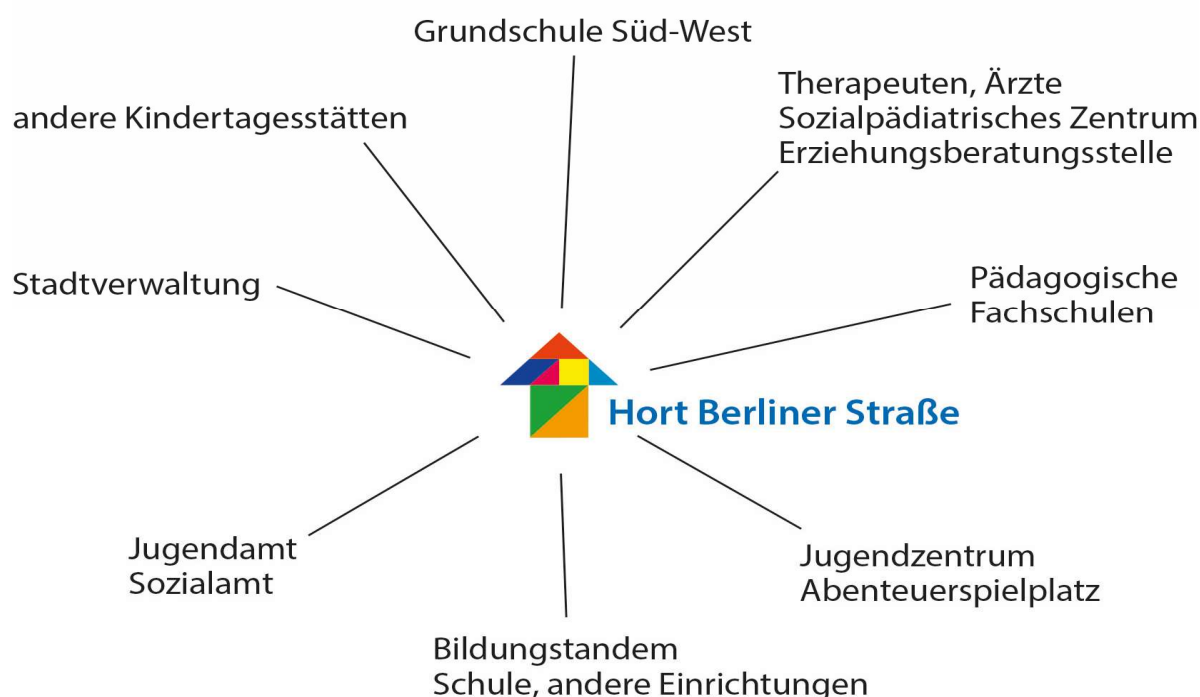 Grundschule Süd-West
Therapeuten, Ärzte
Sozialpädiatrisches Zentrum
Erziehungsberatungsstelle
andere Kindertagesstätten
Stadtverwaltung
Pädagogische
Fachschulen
Hort Berliner Straße
Jugendamt
Sozialamt
Jugendzentrum
Abenteuerspielplatz
Bildungstandem
Schule, andere Einrichtungen